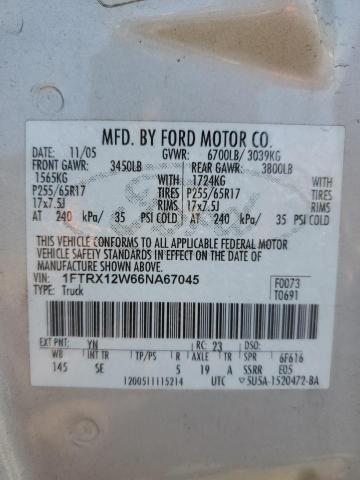 MFD. BY FORD MOTOR CO.
DATE: 11/05 GVWR: 6700LB/ 3039KG
FRONT GAWR: 3450LB REAR GAWR: 3800LB
1565KG WITH 1724KG WITH
P255/65R17 TIRES P255/65R17 TIRES
17x7.5J RIMS 17x7.5J RIMS
AT 240 kPa/ 35 PSI COLD AT 240 kPa/ 35 PSI COLD
THIS VEHICLE CONFORMS TO ALL APPLICABLE FEDERAL MOTOR
VEHICLE SAFETY STANDARDS IN EFFECT ON THE DATE OF MANUFACTURE
SHOWN ABOVE.
VIN: 1FTRX12W66NA67045 F0073
TYPE: Truck T0691
EXT PNT: YN RC: 23
WB INT TR TP/PS R AXLE TR SPR 6F616
145 SE 5 19 A SSRR E05
1200511115214 UTC ▽5U5A-1520472-BA